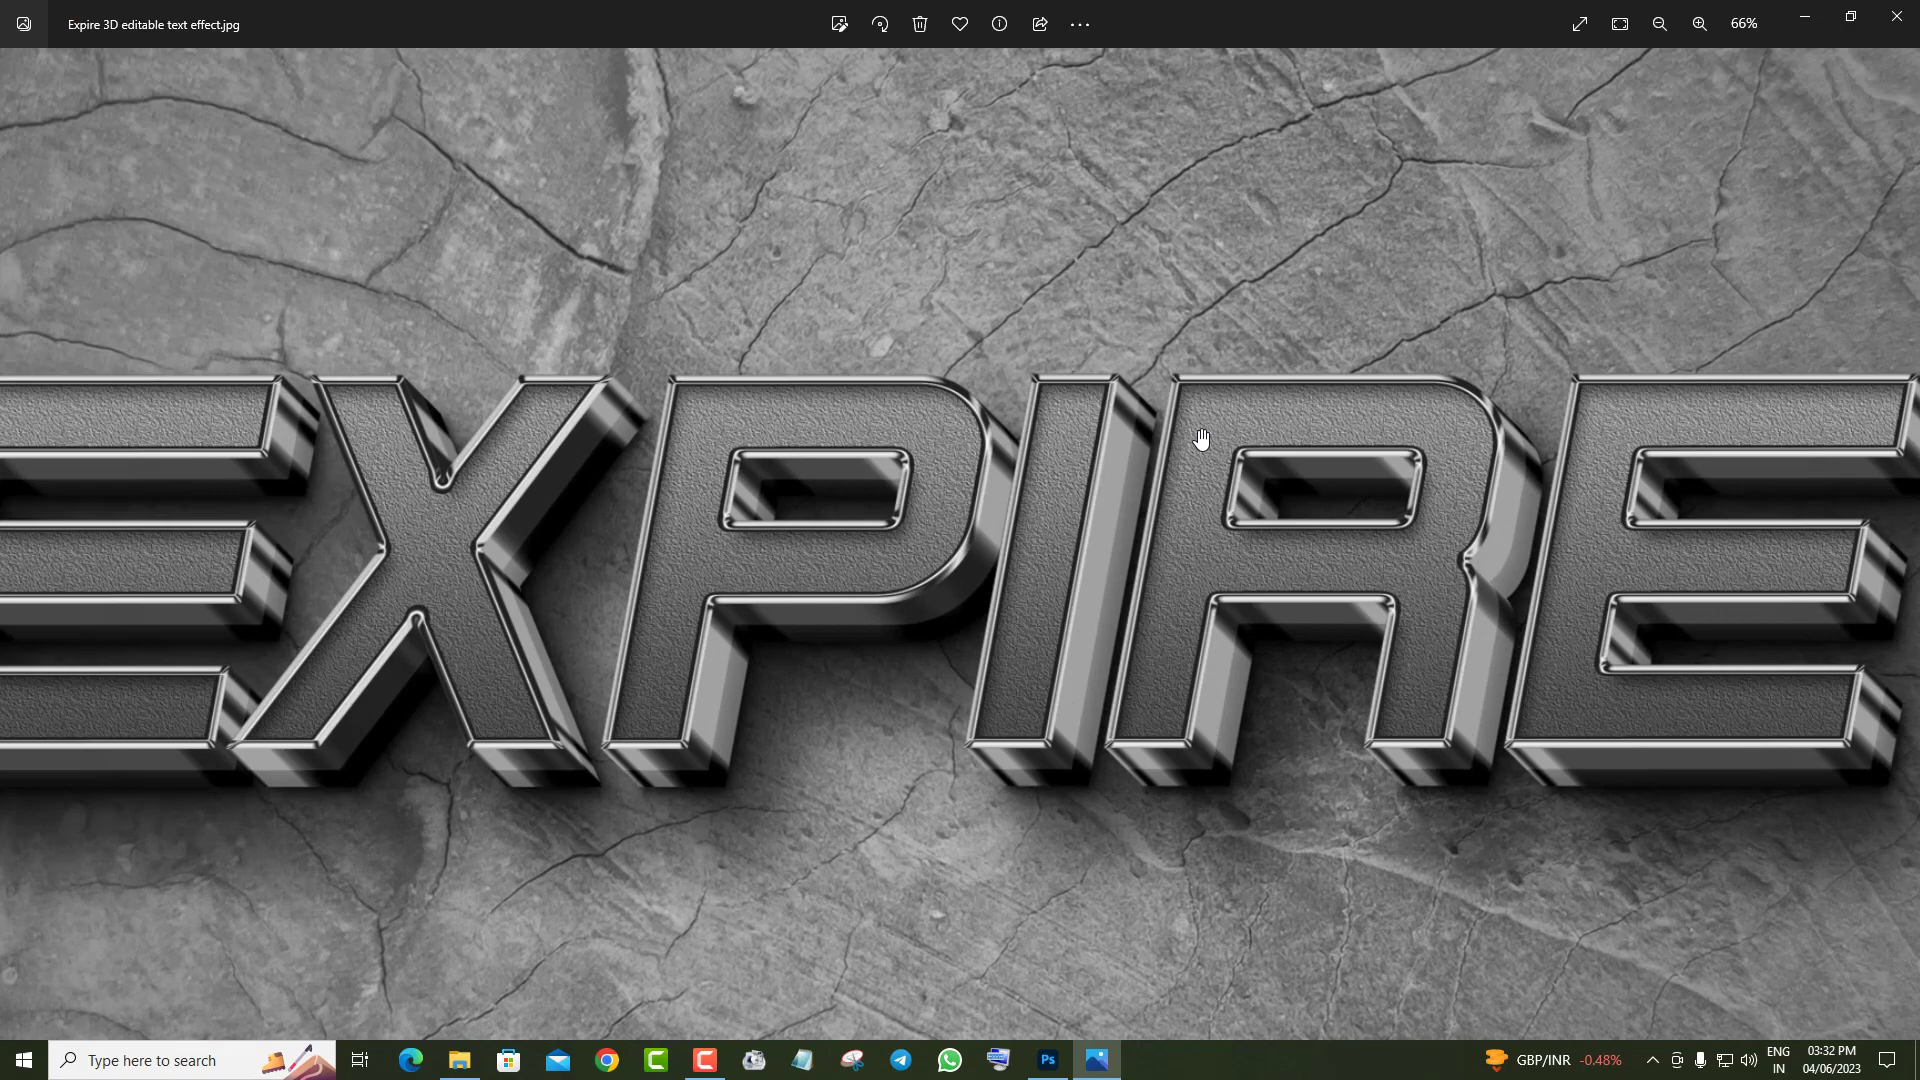 Expire 3D editable text effect.jpg
66%
EXPIRE
Type here to search
Ps
GBP/INR -0.48%
ENG
IN
03:32 PM
04/06/2023